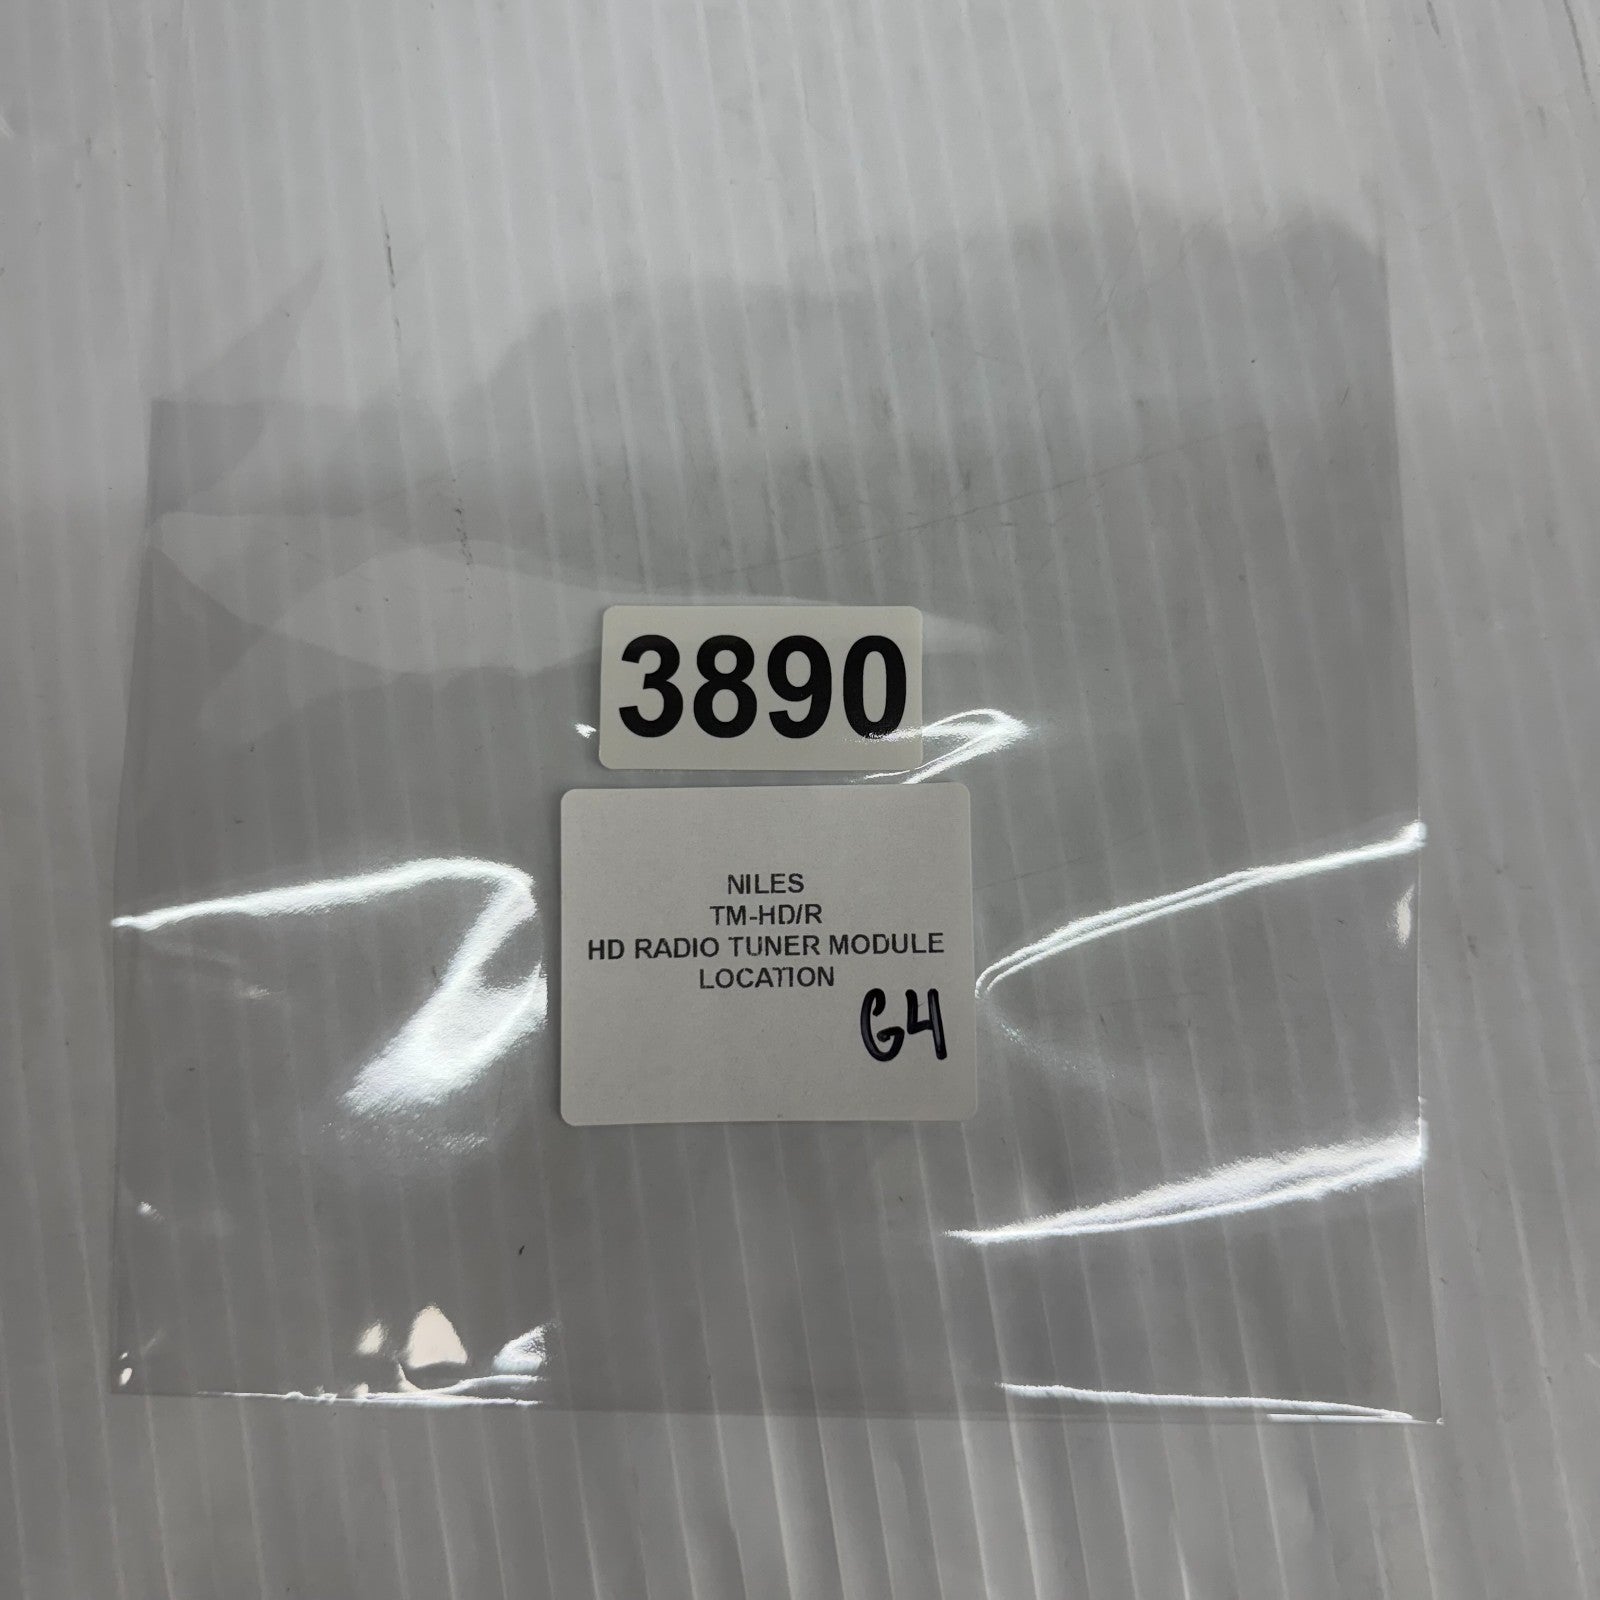 3890
NILES
TM-HD/R
HD RADIO TUNER MODULE
LOCATION
G4